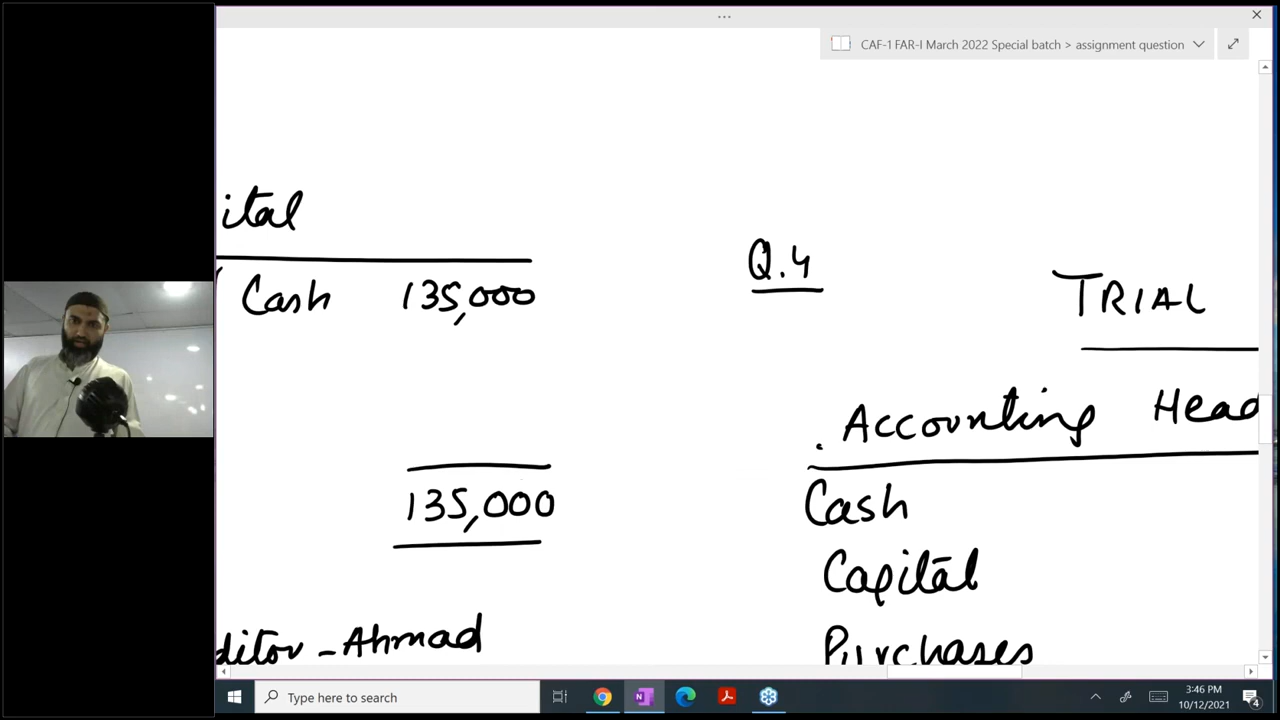 CAF-1 FAR-I March 2022 Special batch > assignment question
ital
Cash 135,000
135,000
ditor - Ahmad
Q.4
TRIAL
Accounting Head
Cash
Capital
Purchases
Type here to search
3:46 PM
10/12/2021
4